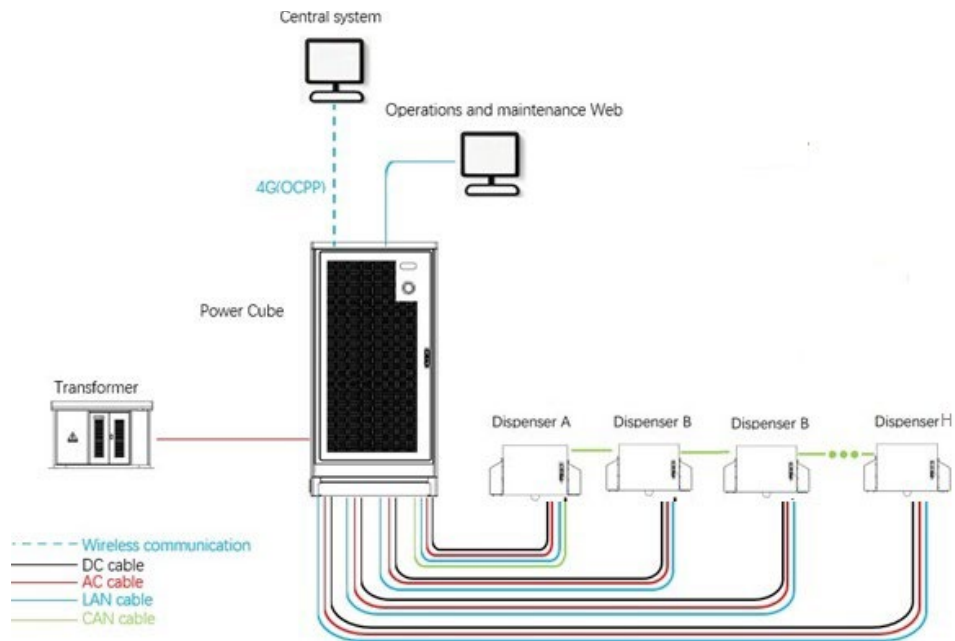 Central system
Operations and maintenance Web
4G(OCPP)
Power Cube
Transformer
Dispenser A
Dispenser B
Dispenser B
Dispenser H
Wireless communication
DC cable
AC cable
LAN cable
CAN cable